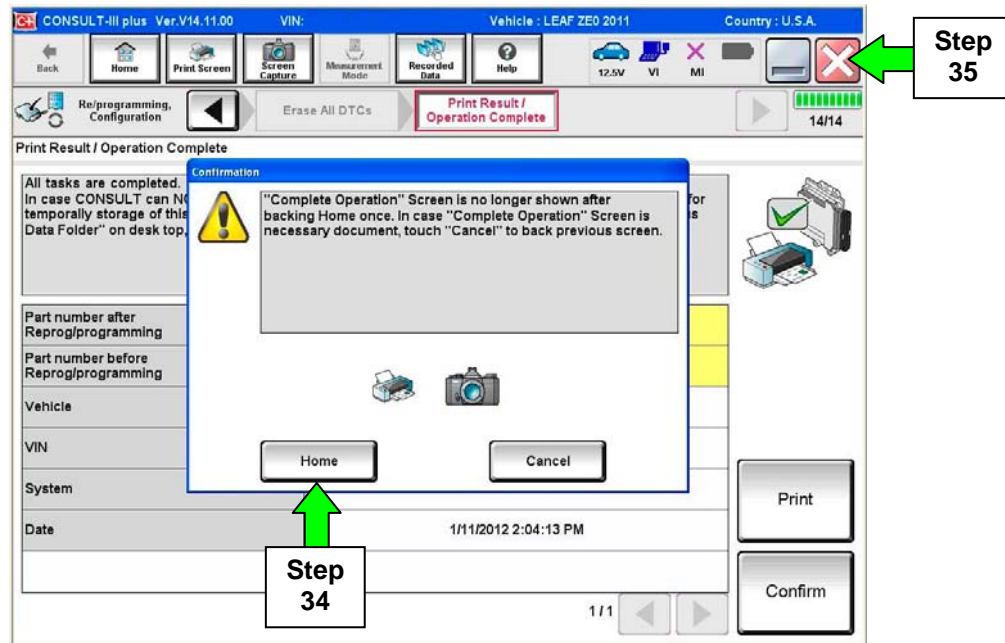 CONSULT-III plus Ver.V14.11.00 VIN: Vehicle : LEAF ZE0 2011 Country : U.S.A.
Back
Home
Print Screen
Screen Capture
Measurement Mode
Recorded Data
Help
12.5V
VI
MI
Step
35
Re/programming,
Configuration
Erase All DTCs
Print Result /
Operation Complete
14/14
Print Result / Operation Complete
All tasks are completed.
In case CONSULT can N
for
temporally storage of this
s
Data Folder" on desk top,
Confirmation
"Complete Operation" Screen is no longer shown after
backing Home once. In case "Complete Operation" Screen is
necessary document, touch "Cancel" to back previous screen.
Home
Cancel
Part number after
Reprog/programming
Part number before
Reprog/programming
Vehicle
VIN
System
Date
1/11/2012 2:04:13 PM
Step
34
1/1
Print
Confirm